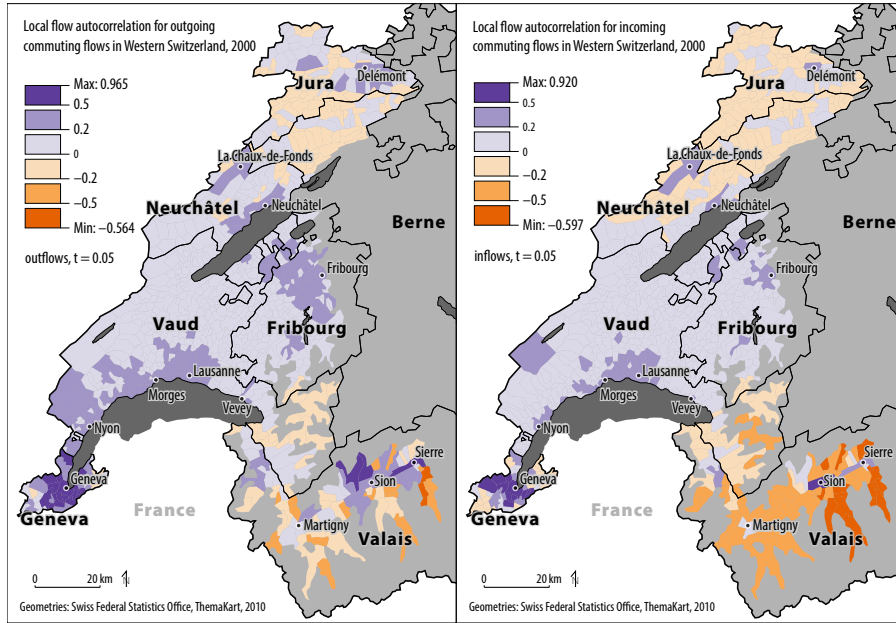 Local flow autocorrelation for outgoing
commuting flows in Western Switzerland, 2000
Max: 0.965
0.5
0.2
0
−0.2
−0.5
Min: −0.564
outflows, t = 0.05
Delémont
Jura
La Chaux-de-Fonds
Neuchâtel
Neuchâtel
Berne
Fribourg
Vaud
Fribourg
Lausanne
Morges
Vevey
Nyon
Sierre
Geneva
Sion
Geneva
France
Martigny
Valais
0 20 km N
Geometries: Swiss Federal Statistics Office, ThemaKart, 2010
Local flow autocorrelation for incoming
commuting flows in Western Switzerland, 2000
Max: 0.920
0.5
0.2
0
−0.2
−0.5
Min: −0.597
inflows, t = 0.05
Delémont
Jura
La Chaux-de-Fonds
Neuchâtel
Neuchâtel
Berne
Fribourg
Vaud
Fribourg
Lausanne
Morges
Vevey
Nyon
Sierre
Geneva
Sion
Geneva
France
Martigny
Valais
0 20 km N
Geometries: Swiss Federal Statistics Office, ThemaKart, 2010